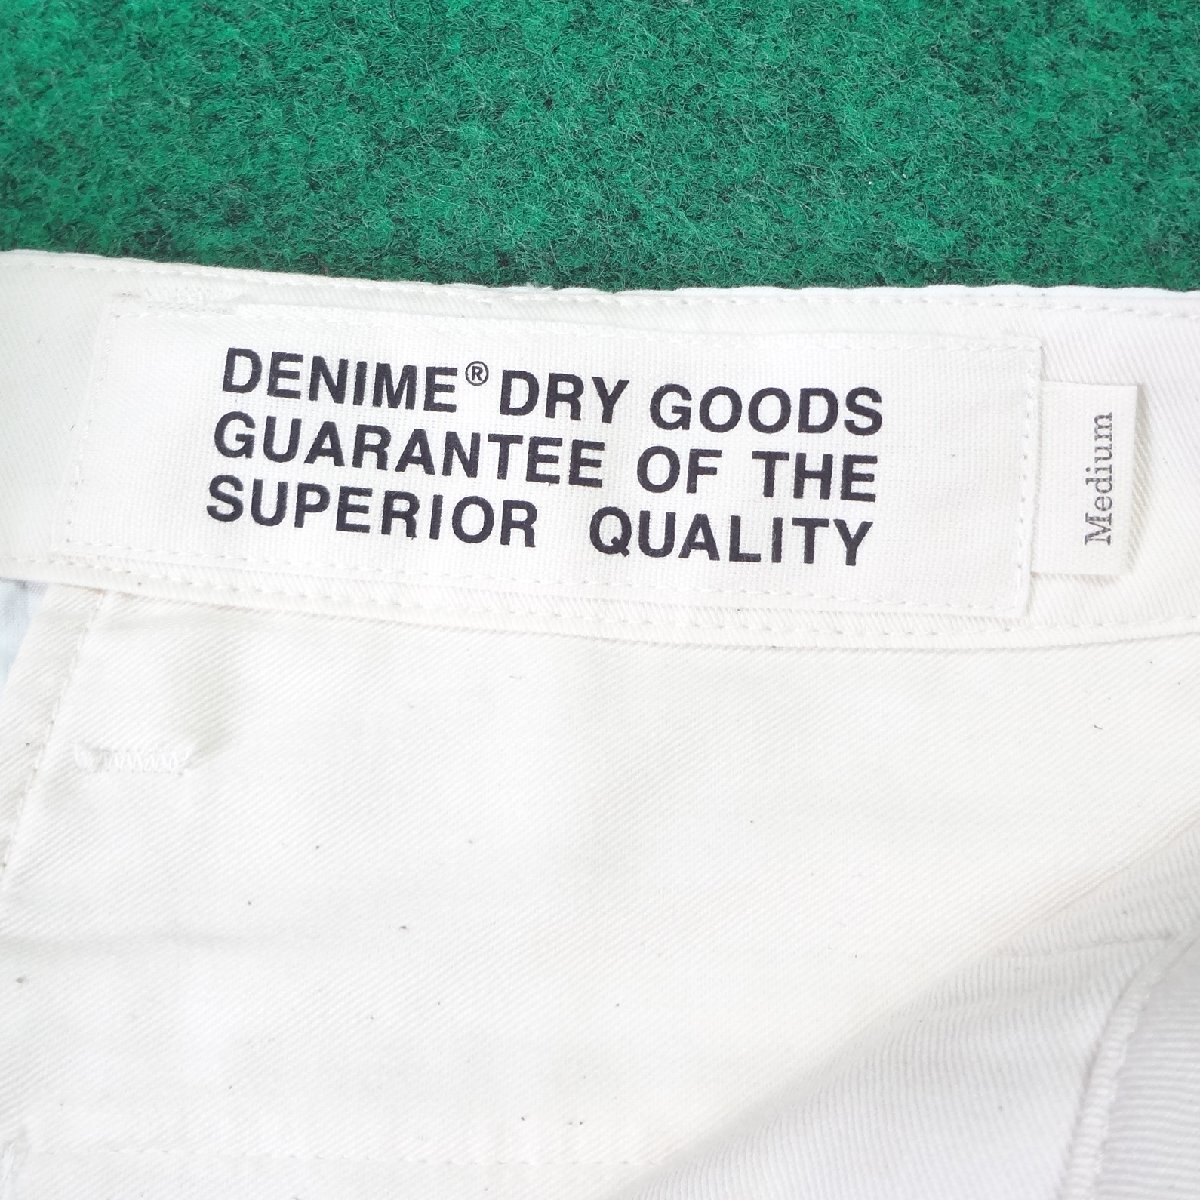 DENIME® DRY GOODS
GUARANTEE OF THE
SUPERIOR QUALITY
Medium